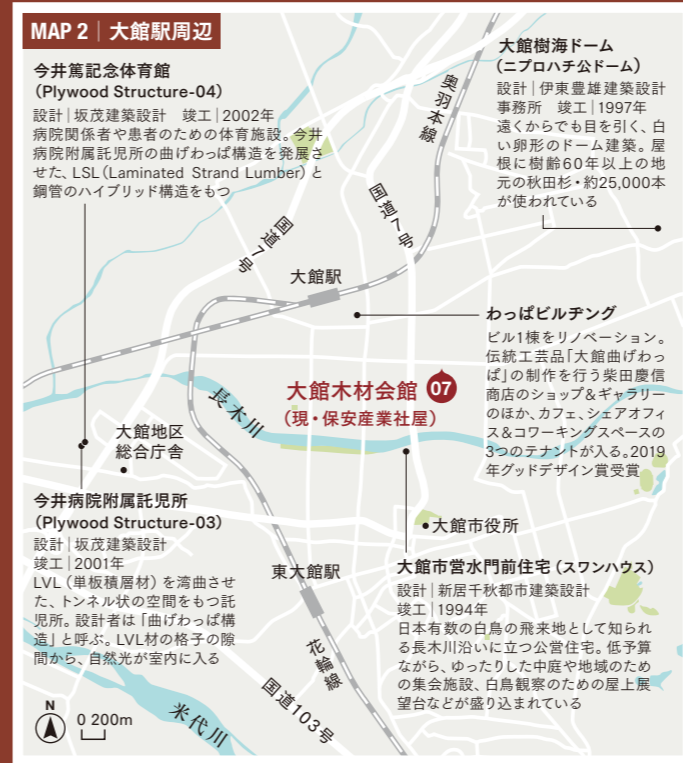 MAP 2｜大館駅周辺
今井篤記念体育館
（Plywood Structure-04）
設計｜坂茂建築設計　竣工｜2002年
病院関係者や患者のための体育施設。今井
病院附属託児所の曲げわっぱ構造を発展さ
せた、LSL（Laminated Strand Lumber）と
鋼管のハイブリッド構造をもつ
大館樹海ドーム
（ニプロハチ公ドーム）
設計｜伊東豊雄建築設計
事務所　竣工｜1997年
遠くからでも目を引く、白
い卵形のドーム建築。屋
根に樹齢60年以上の地
元の秋田杉・約25,000本
が使われている
奥羽本線
国道7号
国道7号
大館駅
わっぱビルヂング
ビル1棟をリノベーション。
伝統工芸品「大館曲げわっ
ぱ」の制作を行う柴田慶信
商店のショップ＆ギャラリー
のほか、カフェ、シェアオフィ
ス＆コワーキングスペースの
3つのテナントが入る。2019
年グッドデザイン賞受賞
大館木材会館 07
（現・保安産業社屋）
長木川
大館地区
総合庁舎
今井病院附属託児所
（Plywood Structure-03）
設計｜坂茂建築設計
竣工｜2001年
LVL（単板積層材）を湾曲させ
た、トンネル状の空間をもつ託
児所。設計者は「曲げわっぱ構
造」と呼ぶ。LVL材の格子の隙
間から、自然光が室内に入る
大館市役所
東大館駅
大館市営水門前住宅（スワンハウス）
設計｜新居千秋都市建築設計
竣工｜1994年
日本有数の白鳥の飛来地として知られ
る長木川沿いに立つ公営住宅。低予算
ながら、ゆったりした中庭や地域のため
の集会施設、白鳥観察のための屋上展
望台などが盛り込まれている
花輪線
国道103号
米代川
N
0 200m